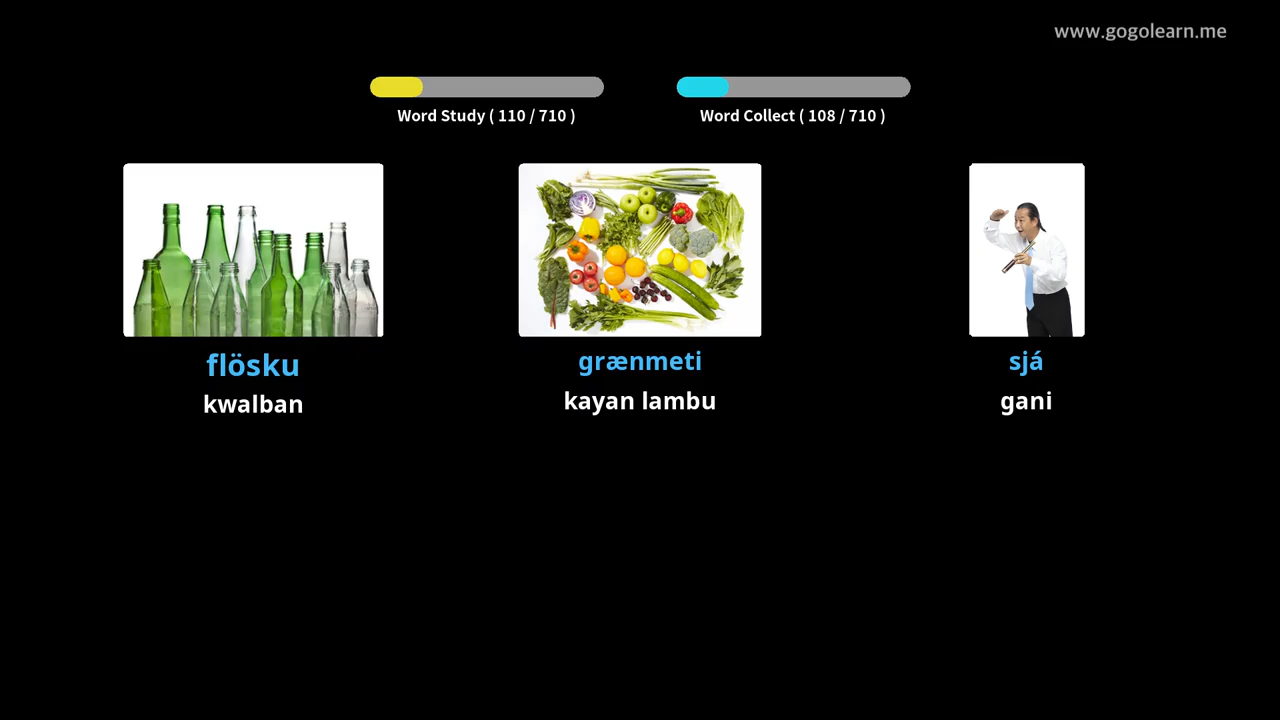 www.gogolearn.me
Word Study ( 110 / 710 )
Word Collect ( 108 / 710 )
flösku
kwalban
grænmeti
kayan lambu
sjá
gani